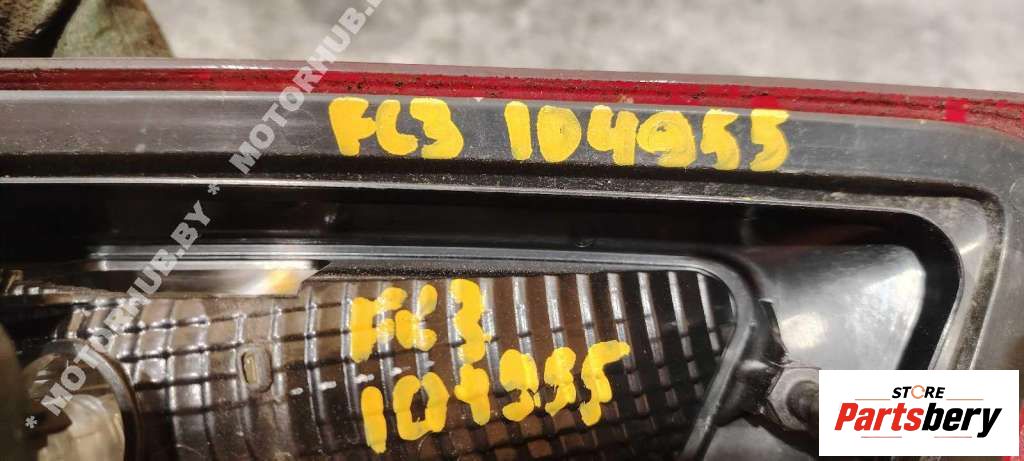 FC3 104955
FC3
104955
* MOTORHUB.BY * MOTORHUB.BY
STORE
Partsbery